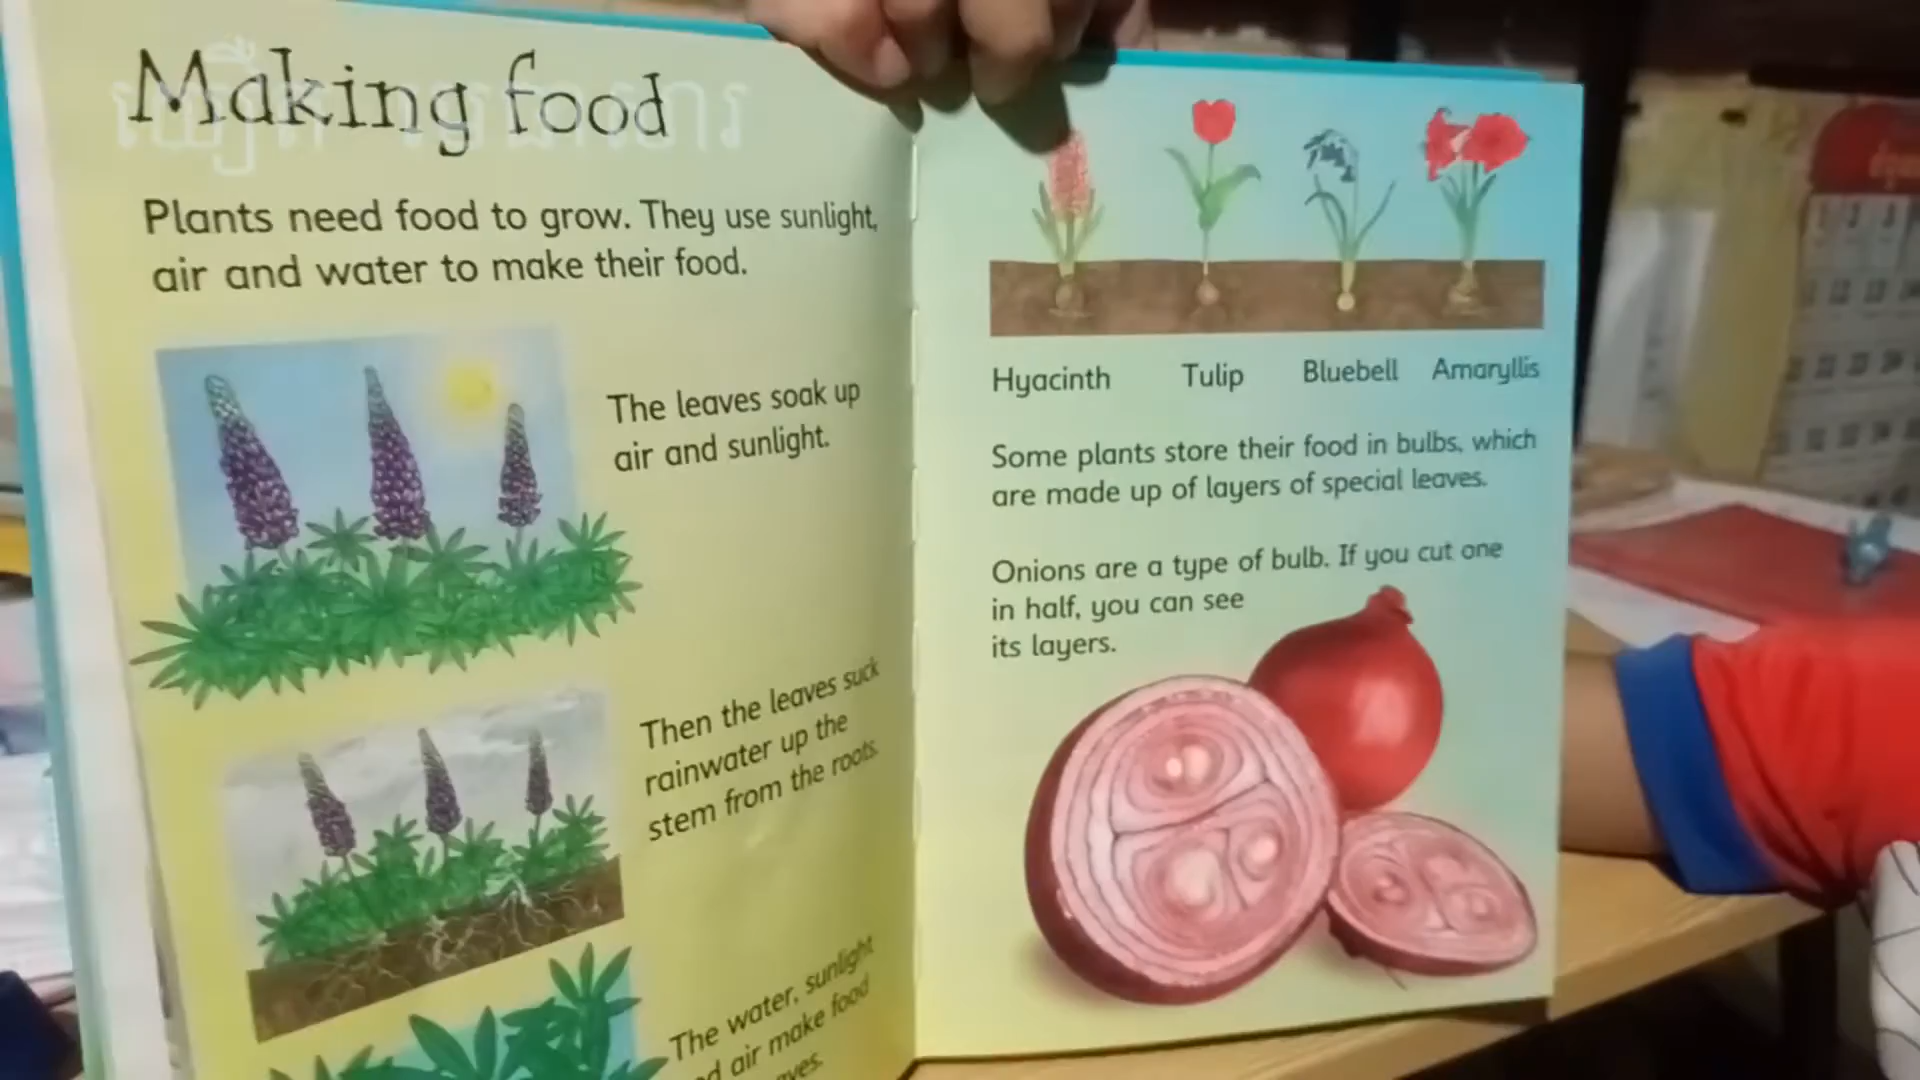 Making food
Plants need food to grow. They use sunlight,
air and water to make their food.
The leaves soak up
air and sunlight.
Then the leaves suck
rainwater up the
stem from the roots.
The water, sunlight
air make food
Hyacinth Tulip Bluebell Amaryllis
Some plants store their food in bulbs, which
are made up of layers of special leaves.
Onions are a type of bulb. If you cut one
in half, you can see
its layers.